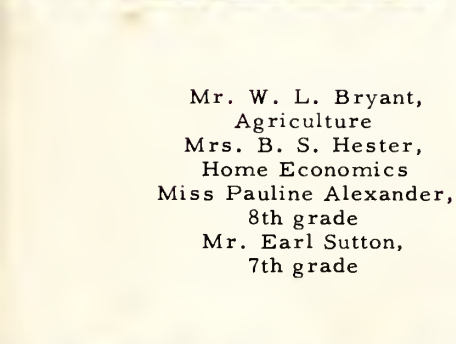 Mr. W. L. Bryant,
Agriculture
Mrs. B. S. Hester,
Home Economics
Miss Pauline Alexander,
8th grade
Mr. Earl Sutton,
7th grade